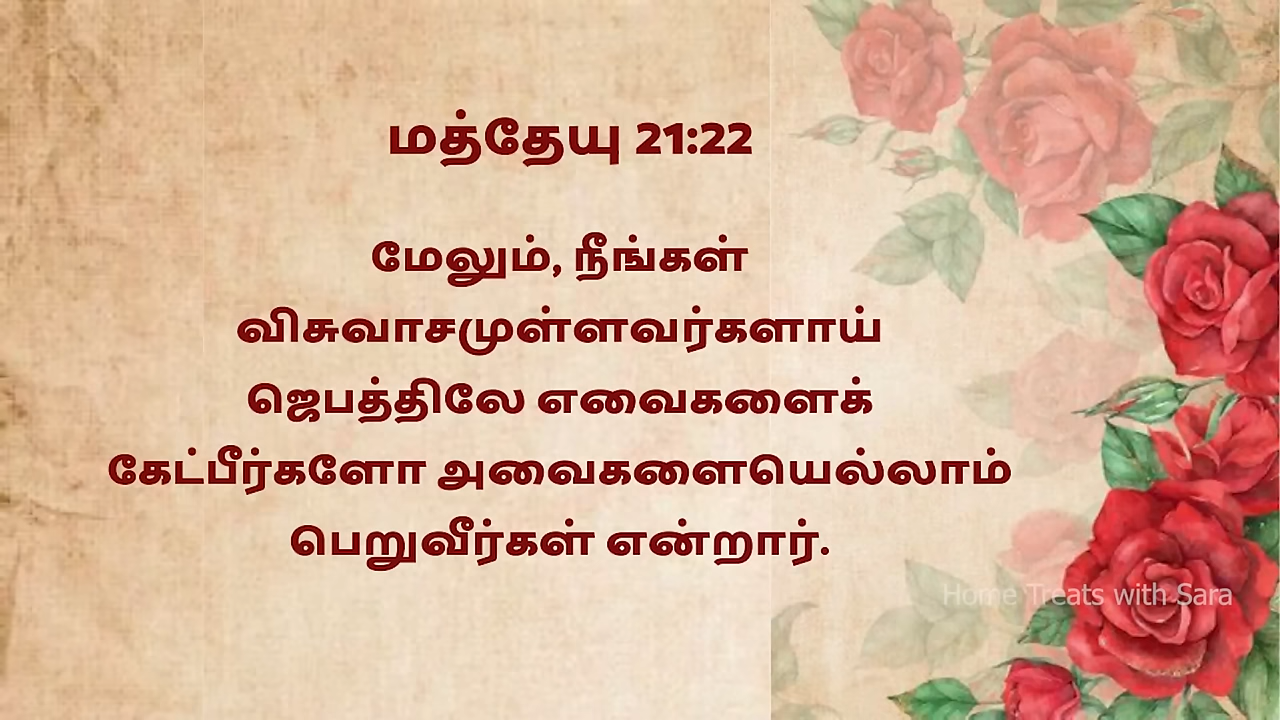 மத்தேயு 21:22
மேலும், நீங்கள்
விசுவாசமுள்ளவர்களாய்
ஜெபத்திலே எவைகளைக்
கேட்பீர்களோ அவைகளையெல்லாம்
பெறுவீர்கள் என்றார்.
Home Treats with Sara